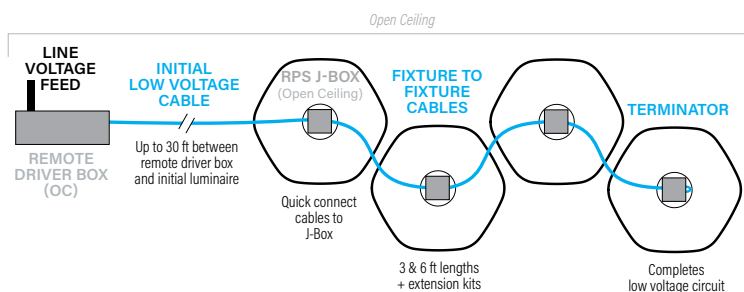 Open Ceiling
LINE
VOLTAGE
FEED
INITIAL
LOW VOLTAGE
CABLE
RPS J-BOX
(Open Ceiling)
FIXTURE TO
FIXTURE
CABLES
TERMINATOR
REMOTE
DRIVER BOX
(OC)
Up to 30 ft between
remote driver box
and initial luminaire
Quick connect
cables to
J-Box
3 & 6 ft lengths
+ extension kits
Completes
low voltage circuit